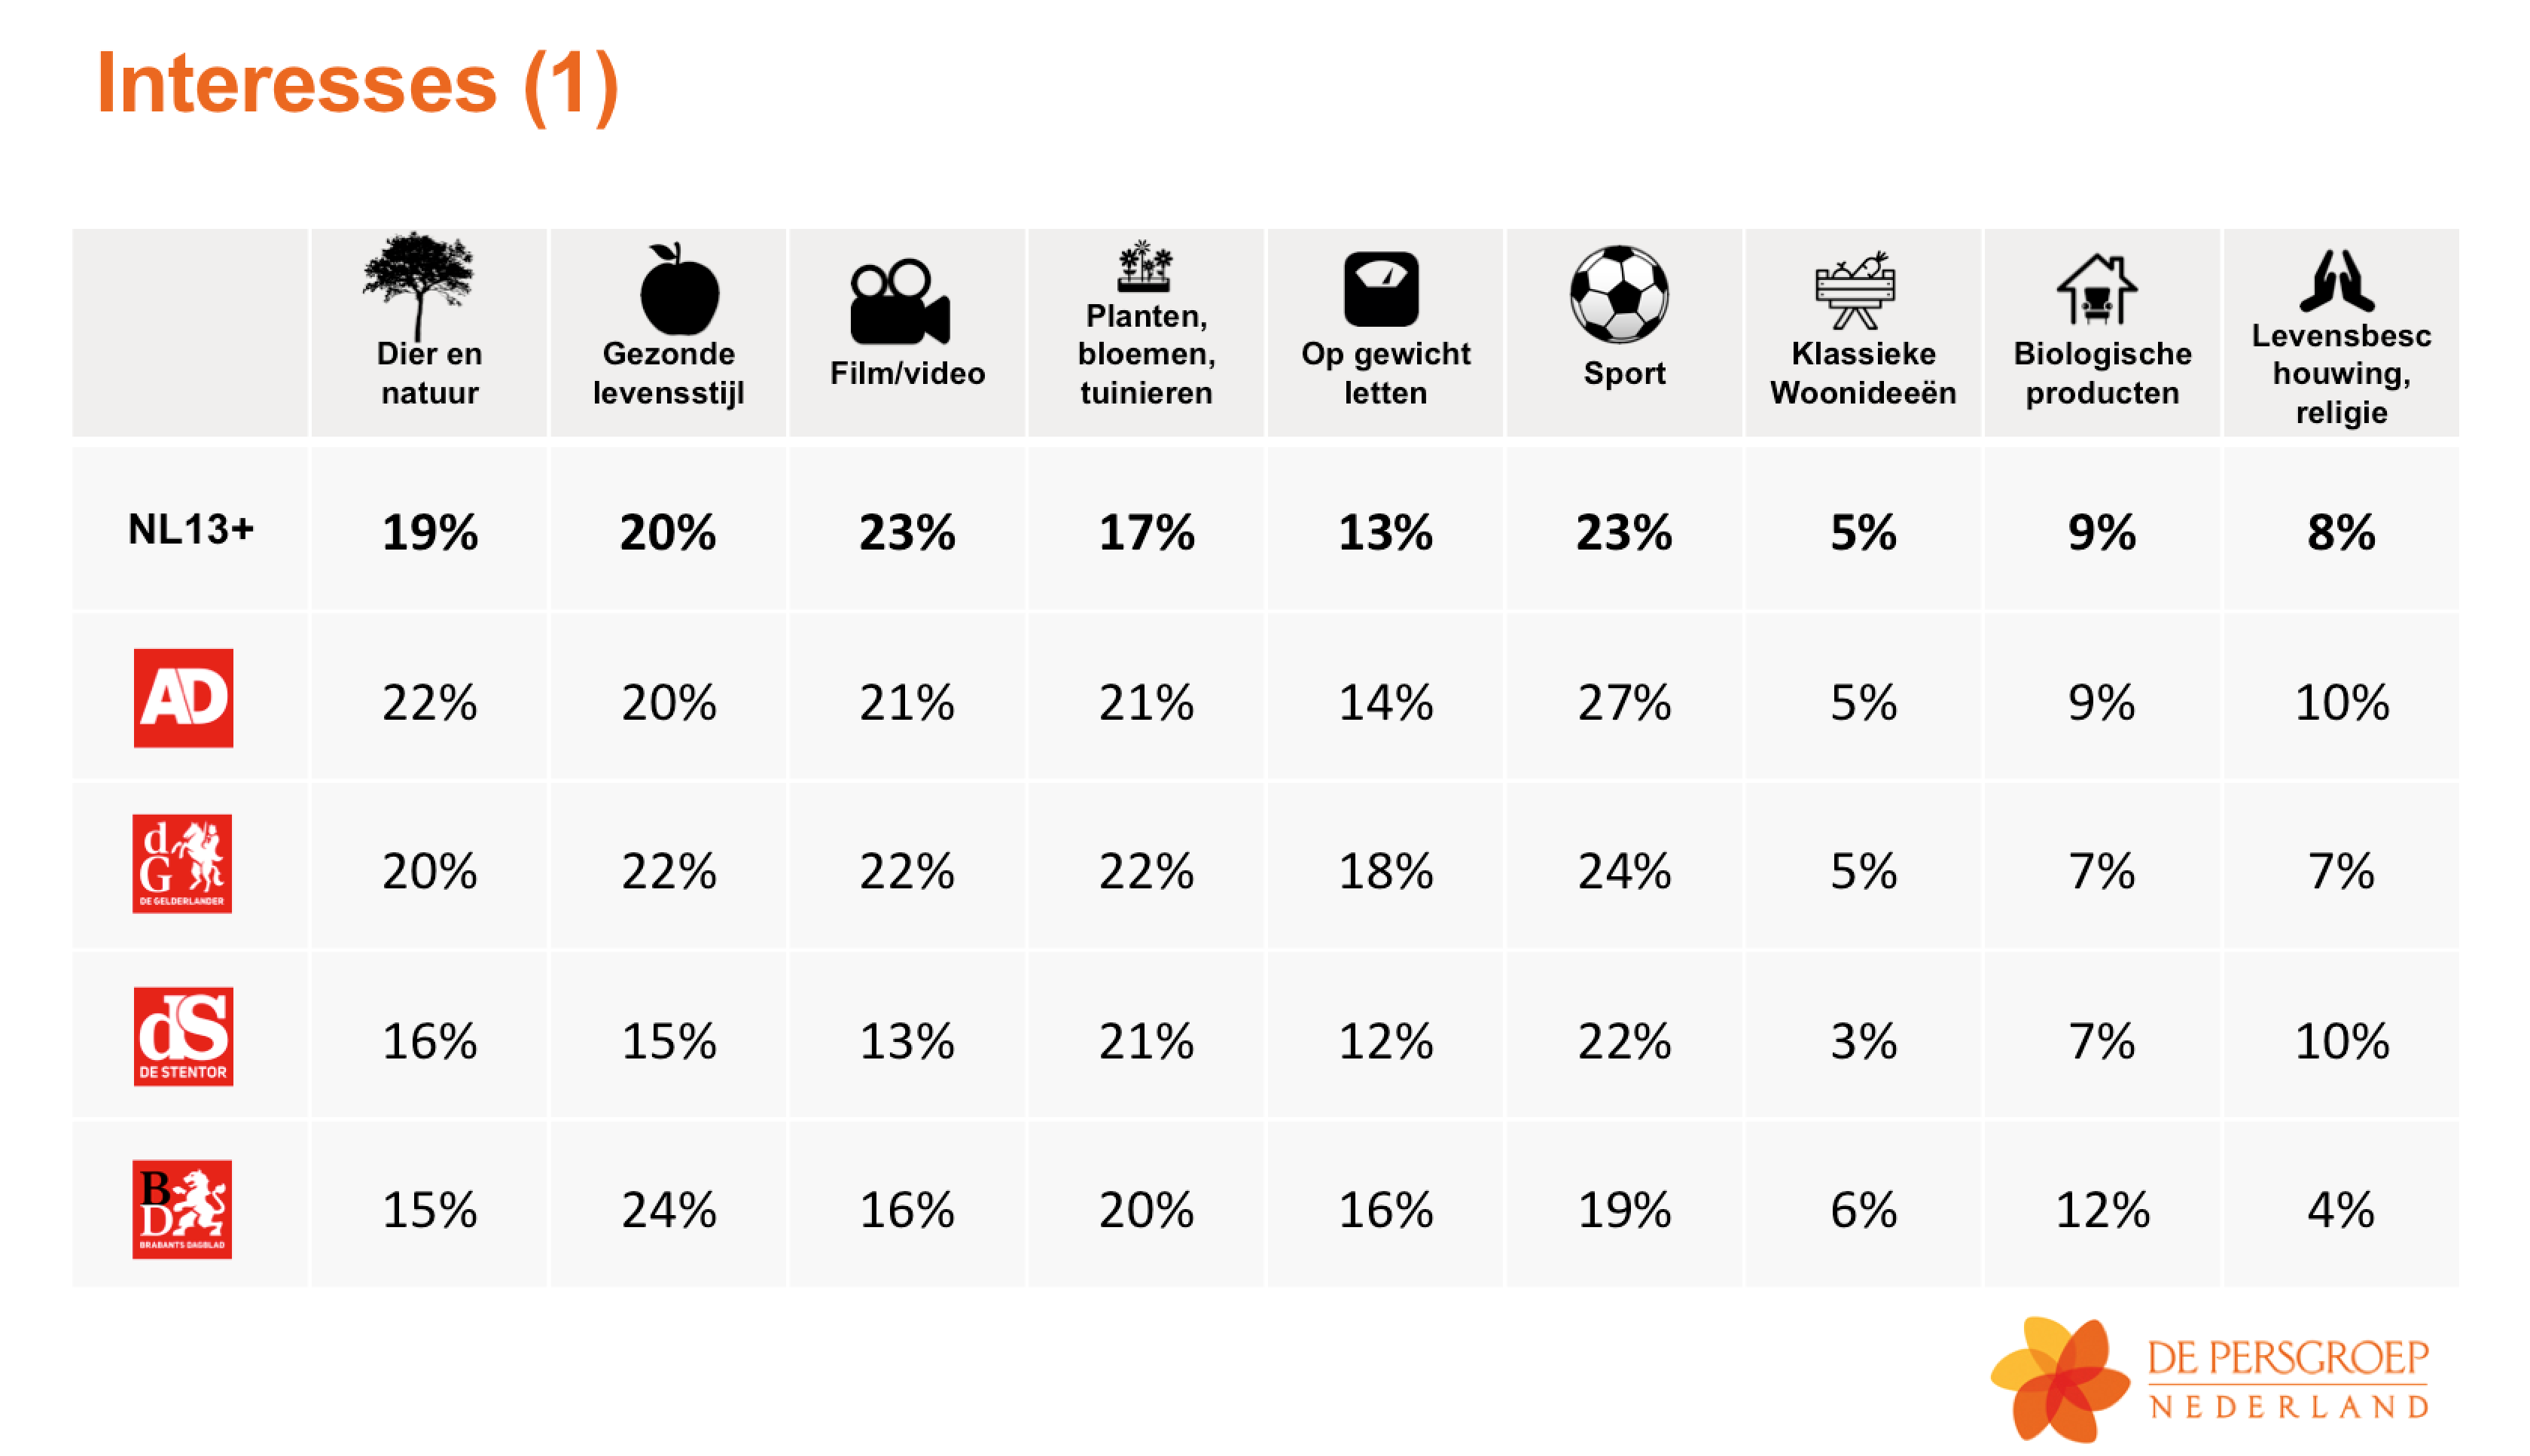 Interesses (1)
Dier en
natuur
Gezonde
levensstijl
Film/video
Planten,
bloemen,
tuinieren
Op gewicht
letten
Sport
Klassieke
Woonideeën
Biologische
producten
Levensbesc
houwing,
religie
NL13+ 19% 20% 23% 17% 13% 23% 5% 9% 8%
AD 22% 20% 21% 21% 14% 27% 5% 9% 10%
d
G
DE GELDERLANDER
20% 22% 22% 22% 18% 24% 5% 7% 7%
dS
DE STENTOR
16% 15% 13% 21% 12% 22% 3% 7% 10%
B
D
BRABANTS DAGBLAD
15% 24% 16% 20% 16% 19% 6% 12% 4%
DE PERSGROEP
NEDERLAND